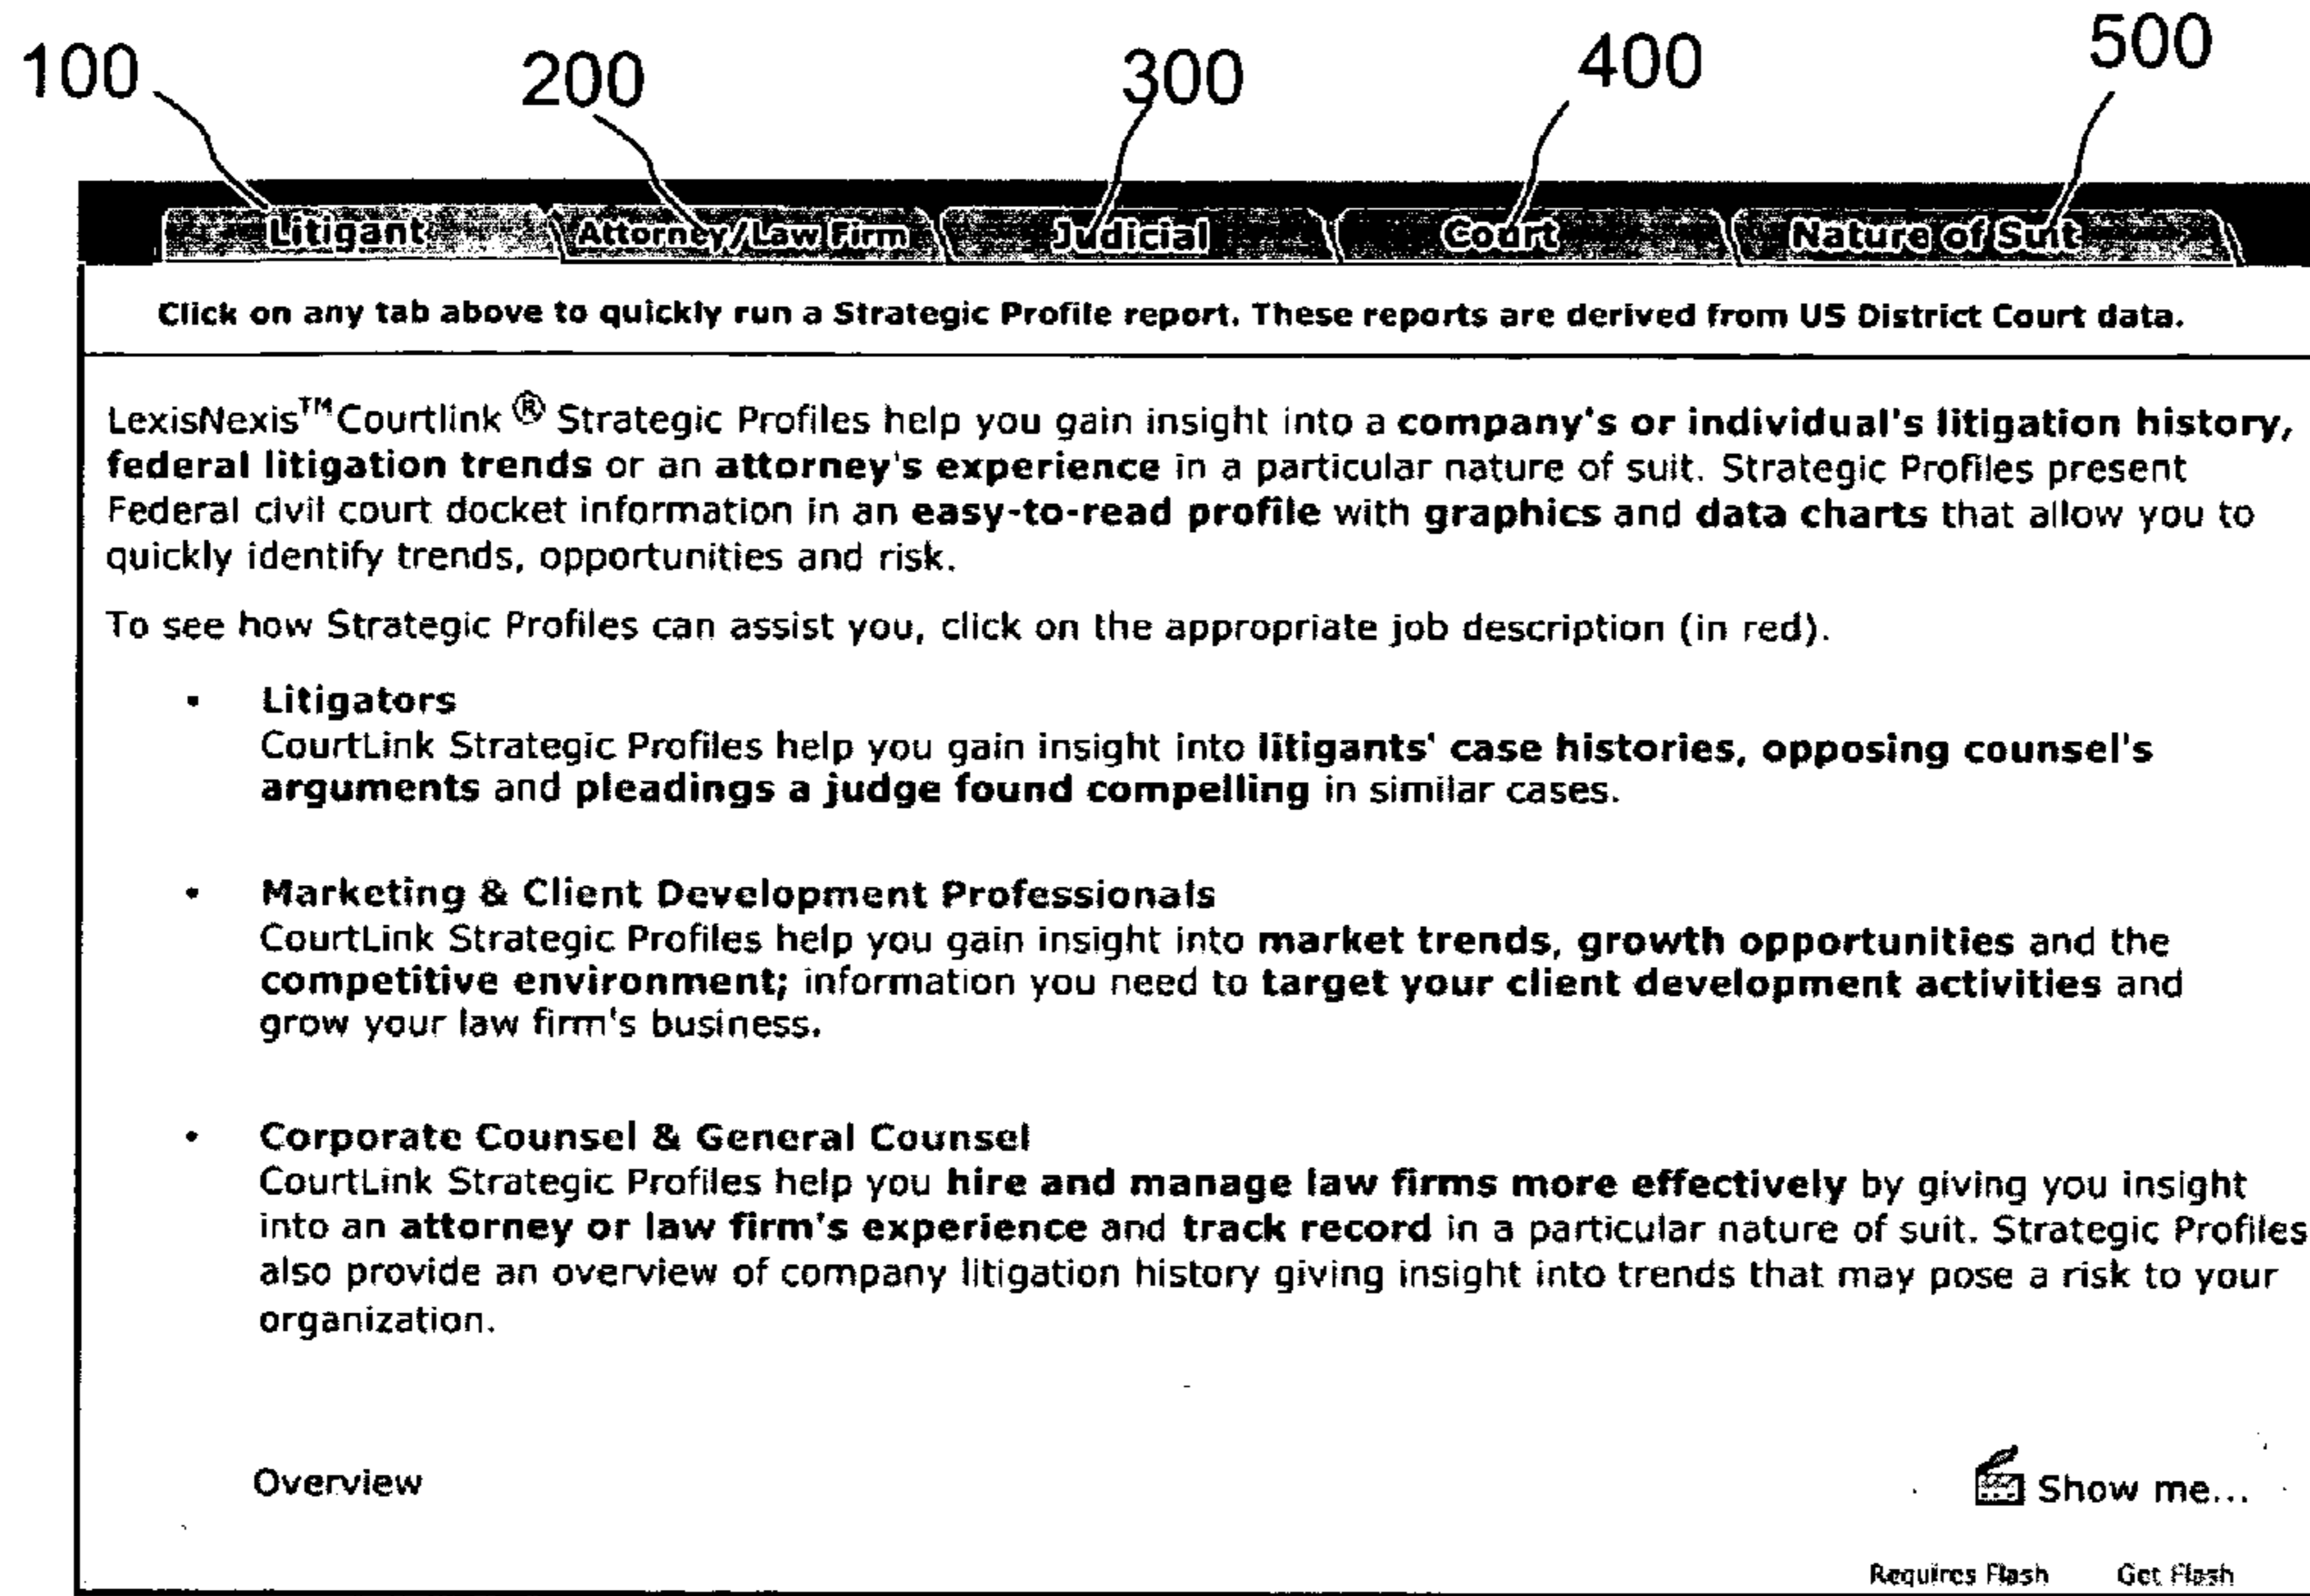 100 200 300 400 500
Litigant Attorney/Law Firm Judicial Court Nature of Suit
Click on any tab above to quickly run a Strategic Profile report. These reports are derived from US District Court data.
LexisNexis™ Courtlink ® Strategic Profiles help you gain insight into a company's or individual's litigation history,
federal litigation trends or an attorney's experience in a particular nature of suit. Strategic Profiles present
Federal civil court docket information in an easy-to-read profile with graphics and data charts that allow you to
quickly identify trends, opportunities and risk.
To see how Strategic Profiles can assist you, click on the appropriate job description (in red).
• Litigators
CourtLink Strategic Profiles help you gain insight into litigants' case histories, opposing counsel's
arguments and pleadings a judge found compelling in similar cases.
• Marketing & Client Development Professionals
CourtLink Strategic Profiles help you gain insight into market trends, growth opportunities and the
competitive environment; information you need to target your client development activities and
grow your law firm's business.
• Corporate Counsel & General Counsel
CourtLink Strategic Profiles help you hire and manage law firms more effectively by giving you insight
into an attorney or law firm's experience and track record in a particular nature of suit. Strategic Profiles
also provide an overview of company litigation history giving insight into trends that may pose a risk to your
organization.
Overview Show me...
Requires Flash Get Flash